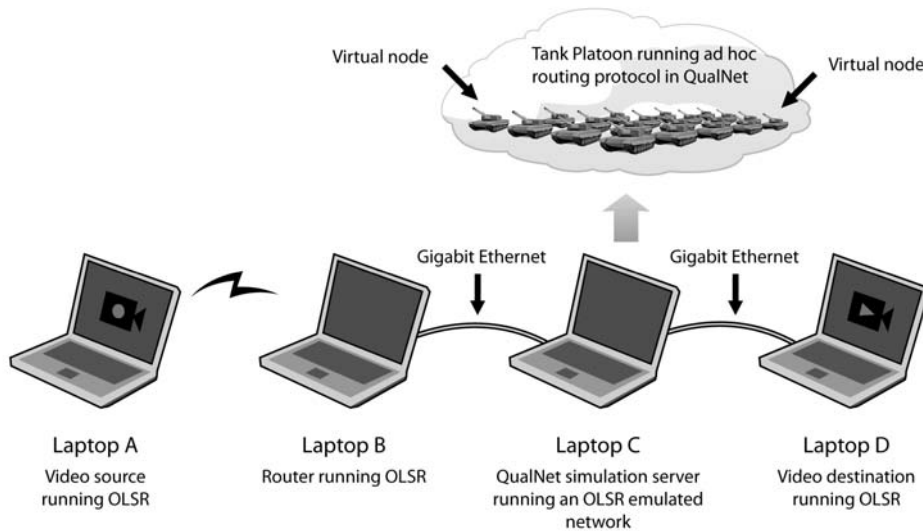 Virtual node
Tank Platoon running ad hoc
routing protocol in QualNet
Virtual node
Gigabit Ethernet
Gigabit Ethernet
Laptop A
Video source
running OLSR
Laptop B
Router running OLSR
Laptop C
QualNet simulation server
running an OLSR emulated
network
Laptop D
Video destination
running OLSR